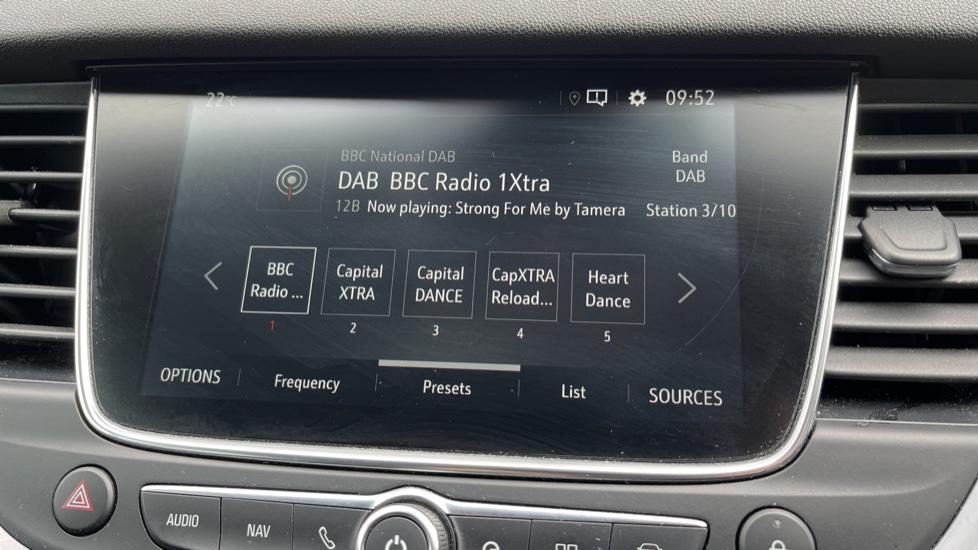 22°C 09:52
BBC National DAB
DAB BBC Radio 1Xtra
12B Now playing: Strong For Me by Tamera
Band
DAB
Station 3/10
BBC
Radio ...
1
Capital
XTRA
2
Capital
DANCE
3
CapXTRA
Reload...
4
Heart
Dance
5
OPTIONS Frequency Presets List SOURCES
AUDIO NAV